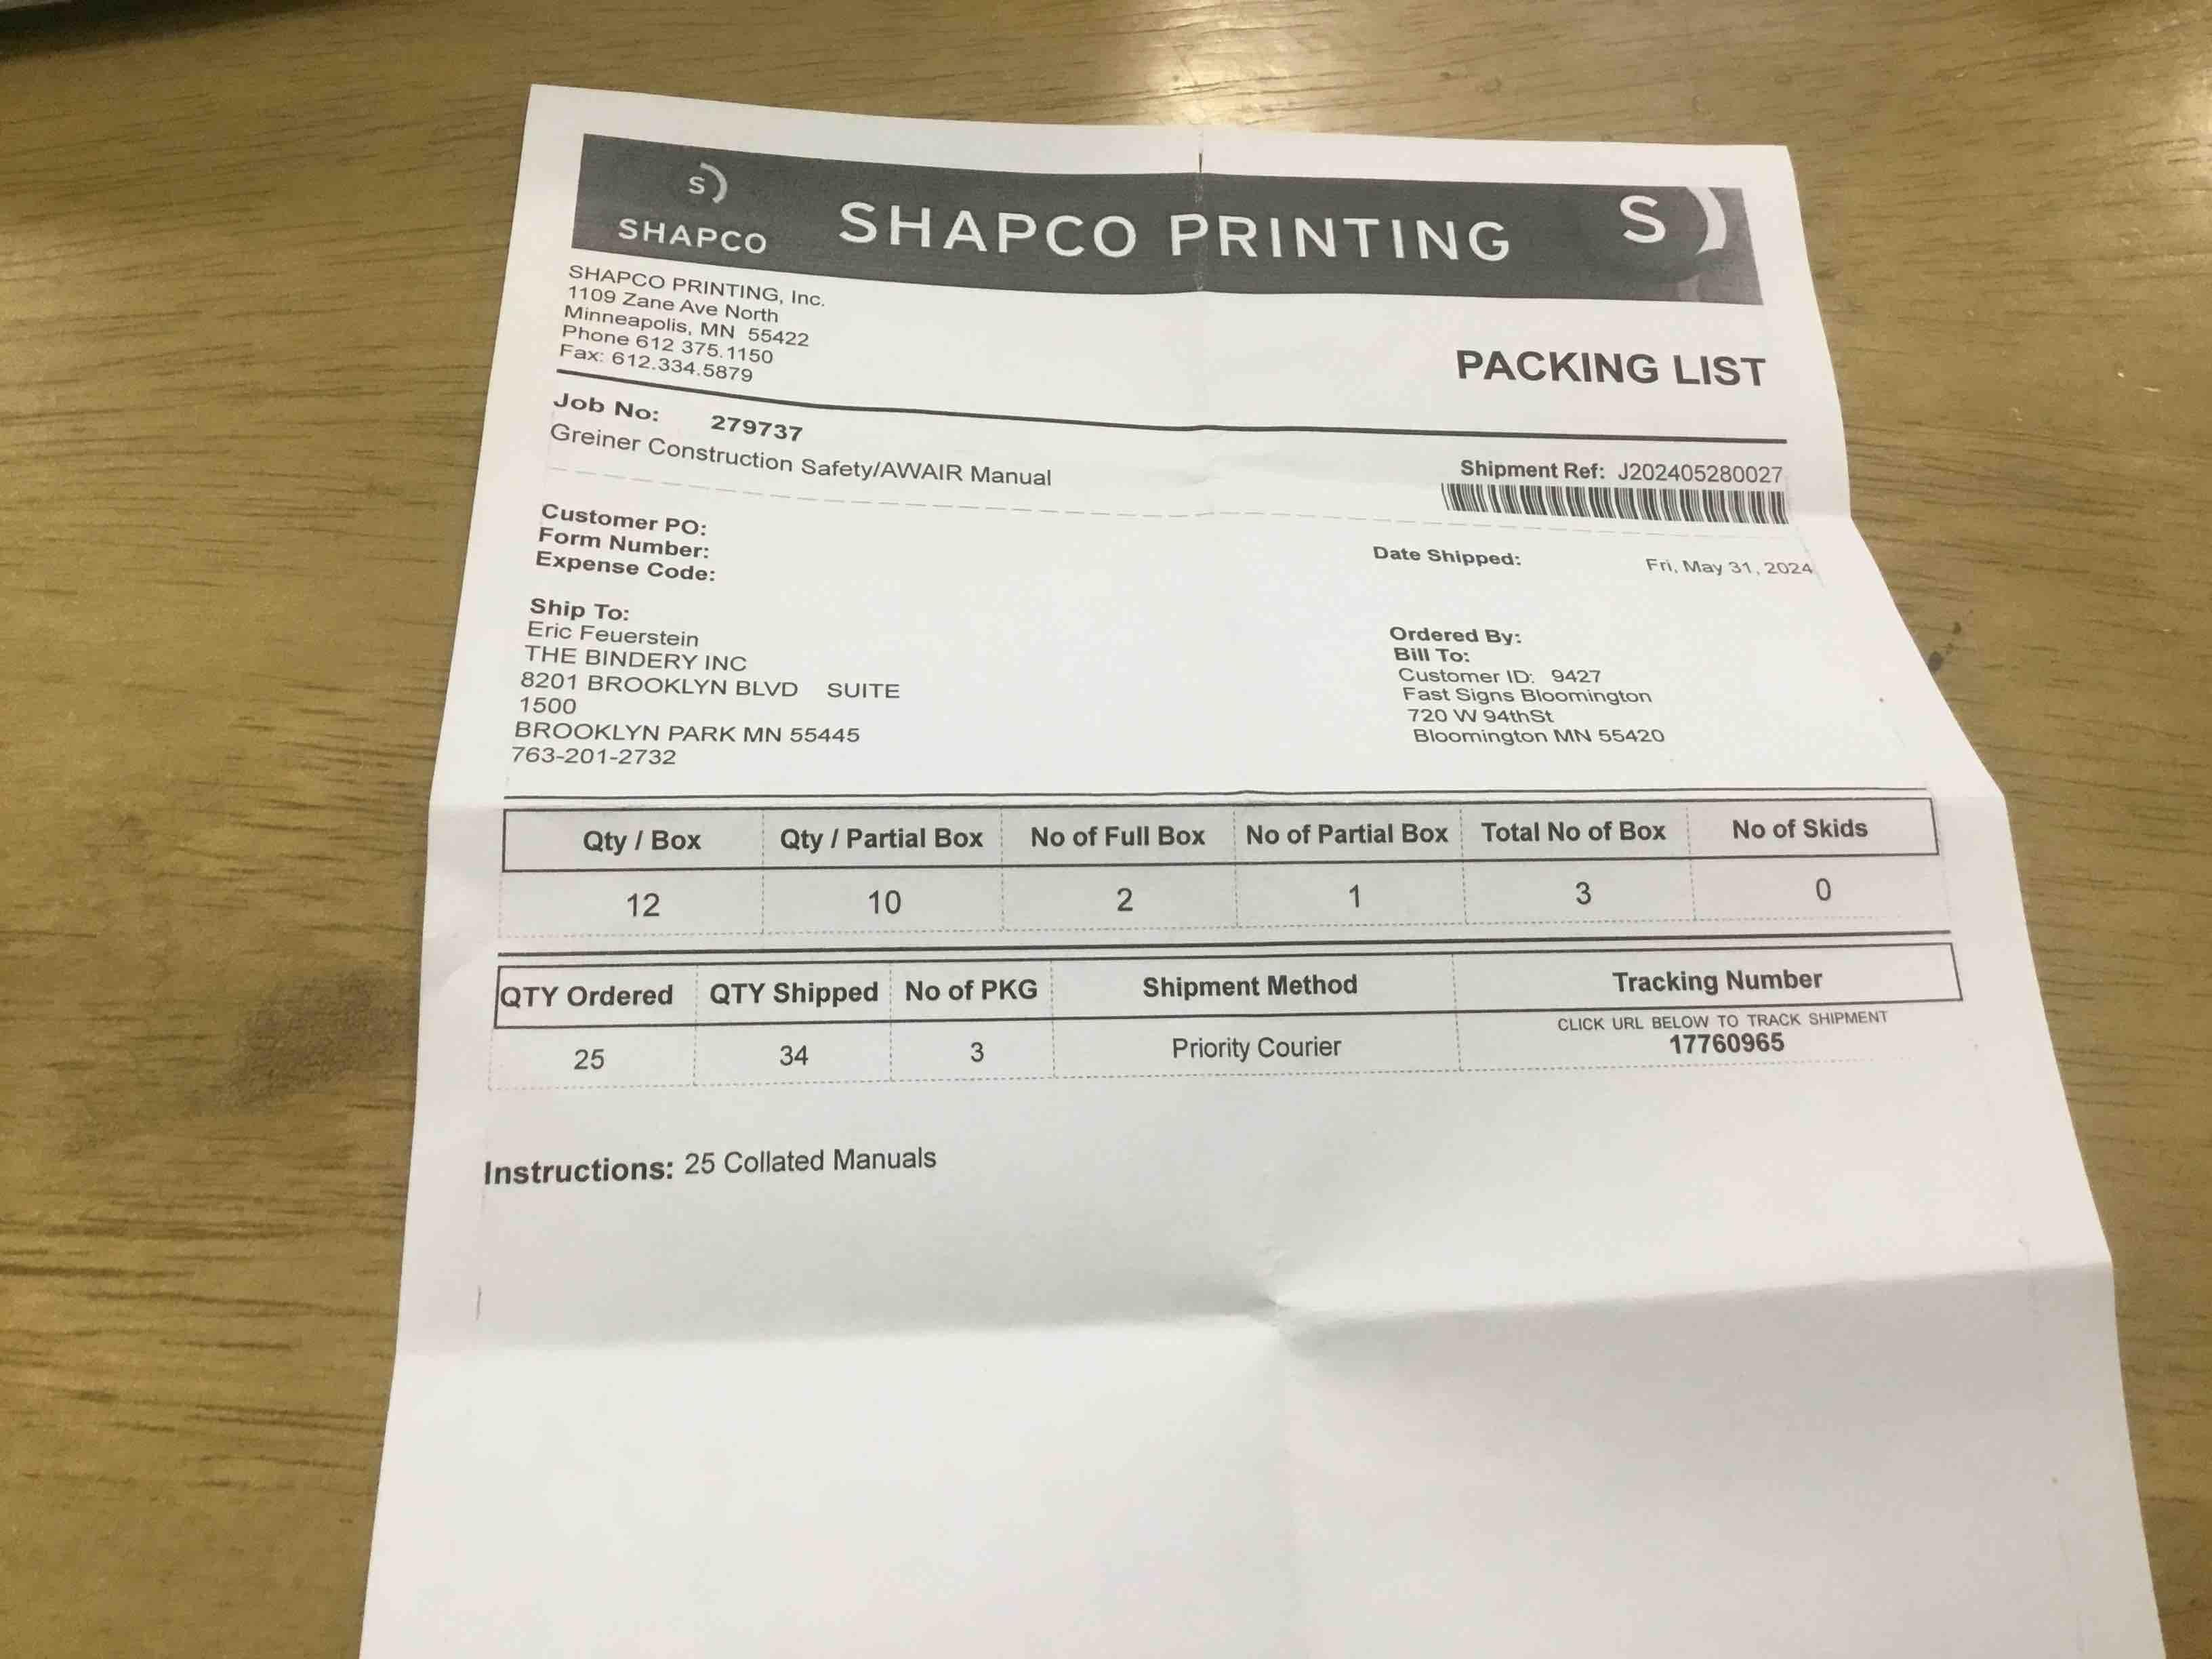 S)
SHAPCO
SHAPCO PRINTING
S)
SHAPCO PRINTING, Inc.
1109 Zane Ave North
Minneapolis, MN 55422
Phone 612 375.1150
Fax: 612.334.5879
PACKING LIST
Job No: 279737
Greiner Construction Safety/AWAIR Manual
Shipment Ref: J202405280027
Customer PO:
Form Number:
Expense Code:
Date Shipped: Fri, May 31, 2024
Ship To:
Eric Feuerstein
THE BINDERY INC
8201 BROOKLYN BLVD SUITE
1500
BROOKLYN PARK MN 55445
763-201-2732
Ordered By:
Bill To:
Customer ID: 9427
Fast Signs Bloomington
720 W 94thSt
Bloomington MN 55420
Qty / Box Qty / Partial Box No of Full Box No of Partial Box Total No of Box No of Skids
12 10 2 1 3 0
QTY Ordered QTY Shipped No of PKG Shipment Method Tracking Number
CLICK URL BELOW TO TRACK SHIPMENT
25 34 3 Priority Courier 17760965
Instructions: 25 Collated Manuals